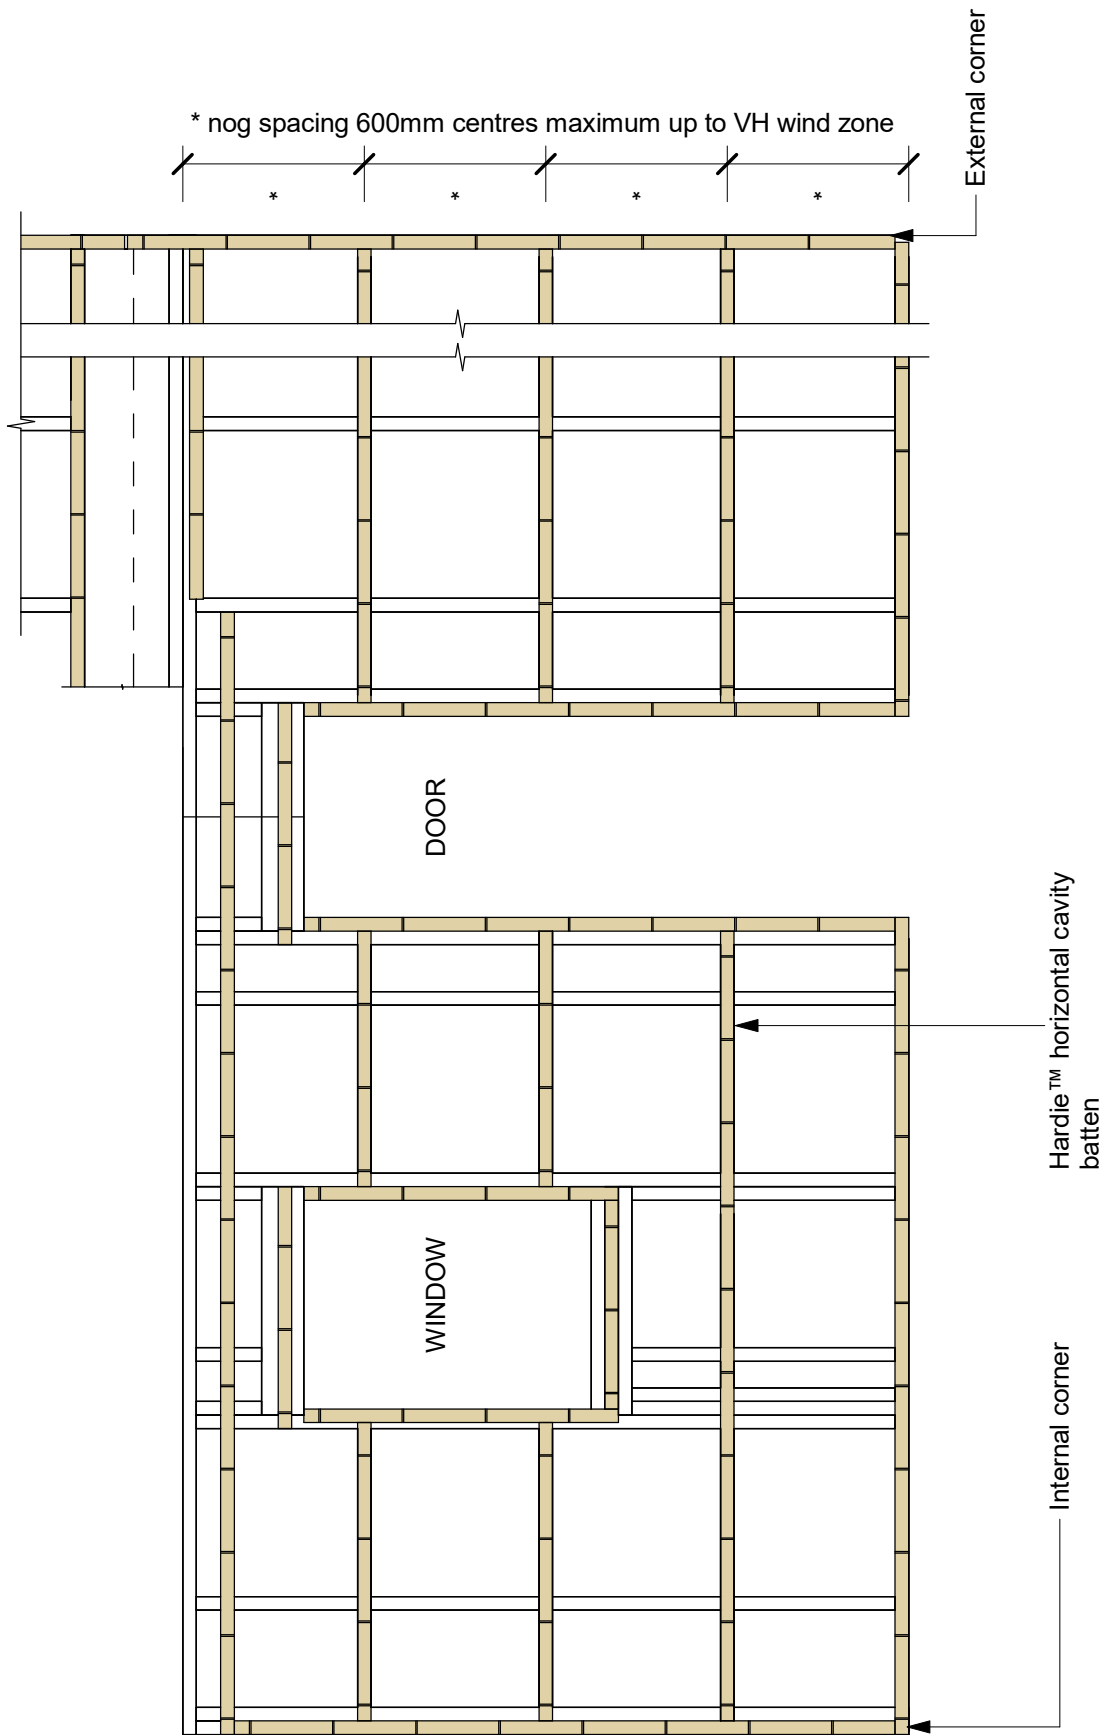 * nog spacing 600mm centres maximum up to VH wind zone
*
*
*
*
External corner
DOOR
WINDOW
Hardie™ horizontal cavity
batten
Internal corner